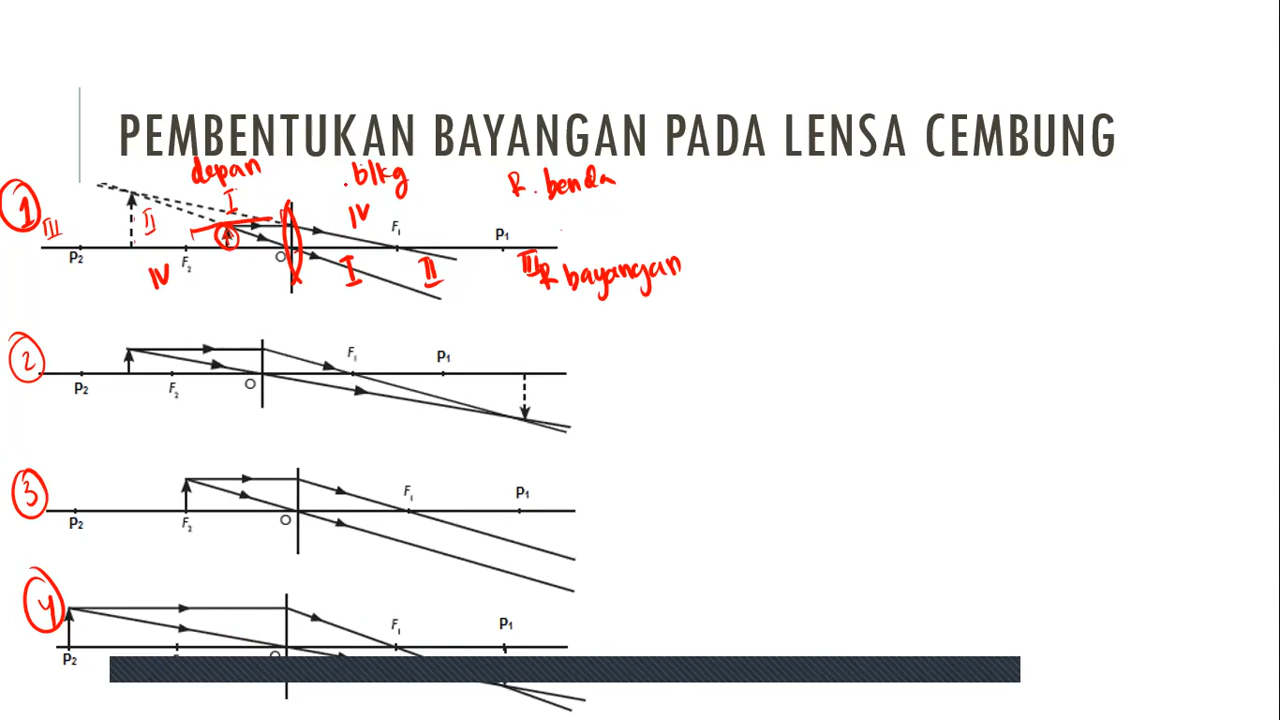 PEMBENTUKAN BAYANGAN PADA LENSA CEMBUNG
depan .blkg R. benda
1 III II I IV F1 P1
P2 F2 O
IV I II III R bayangan
2 F1 P1
P2 F2 O
3 F1 P1
P2 F2 O
4 F1 P1
P2